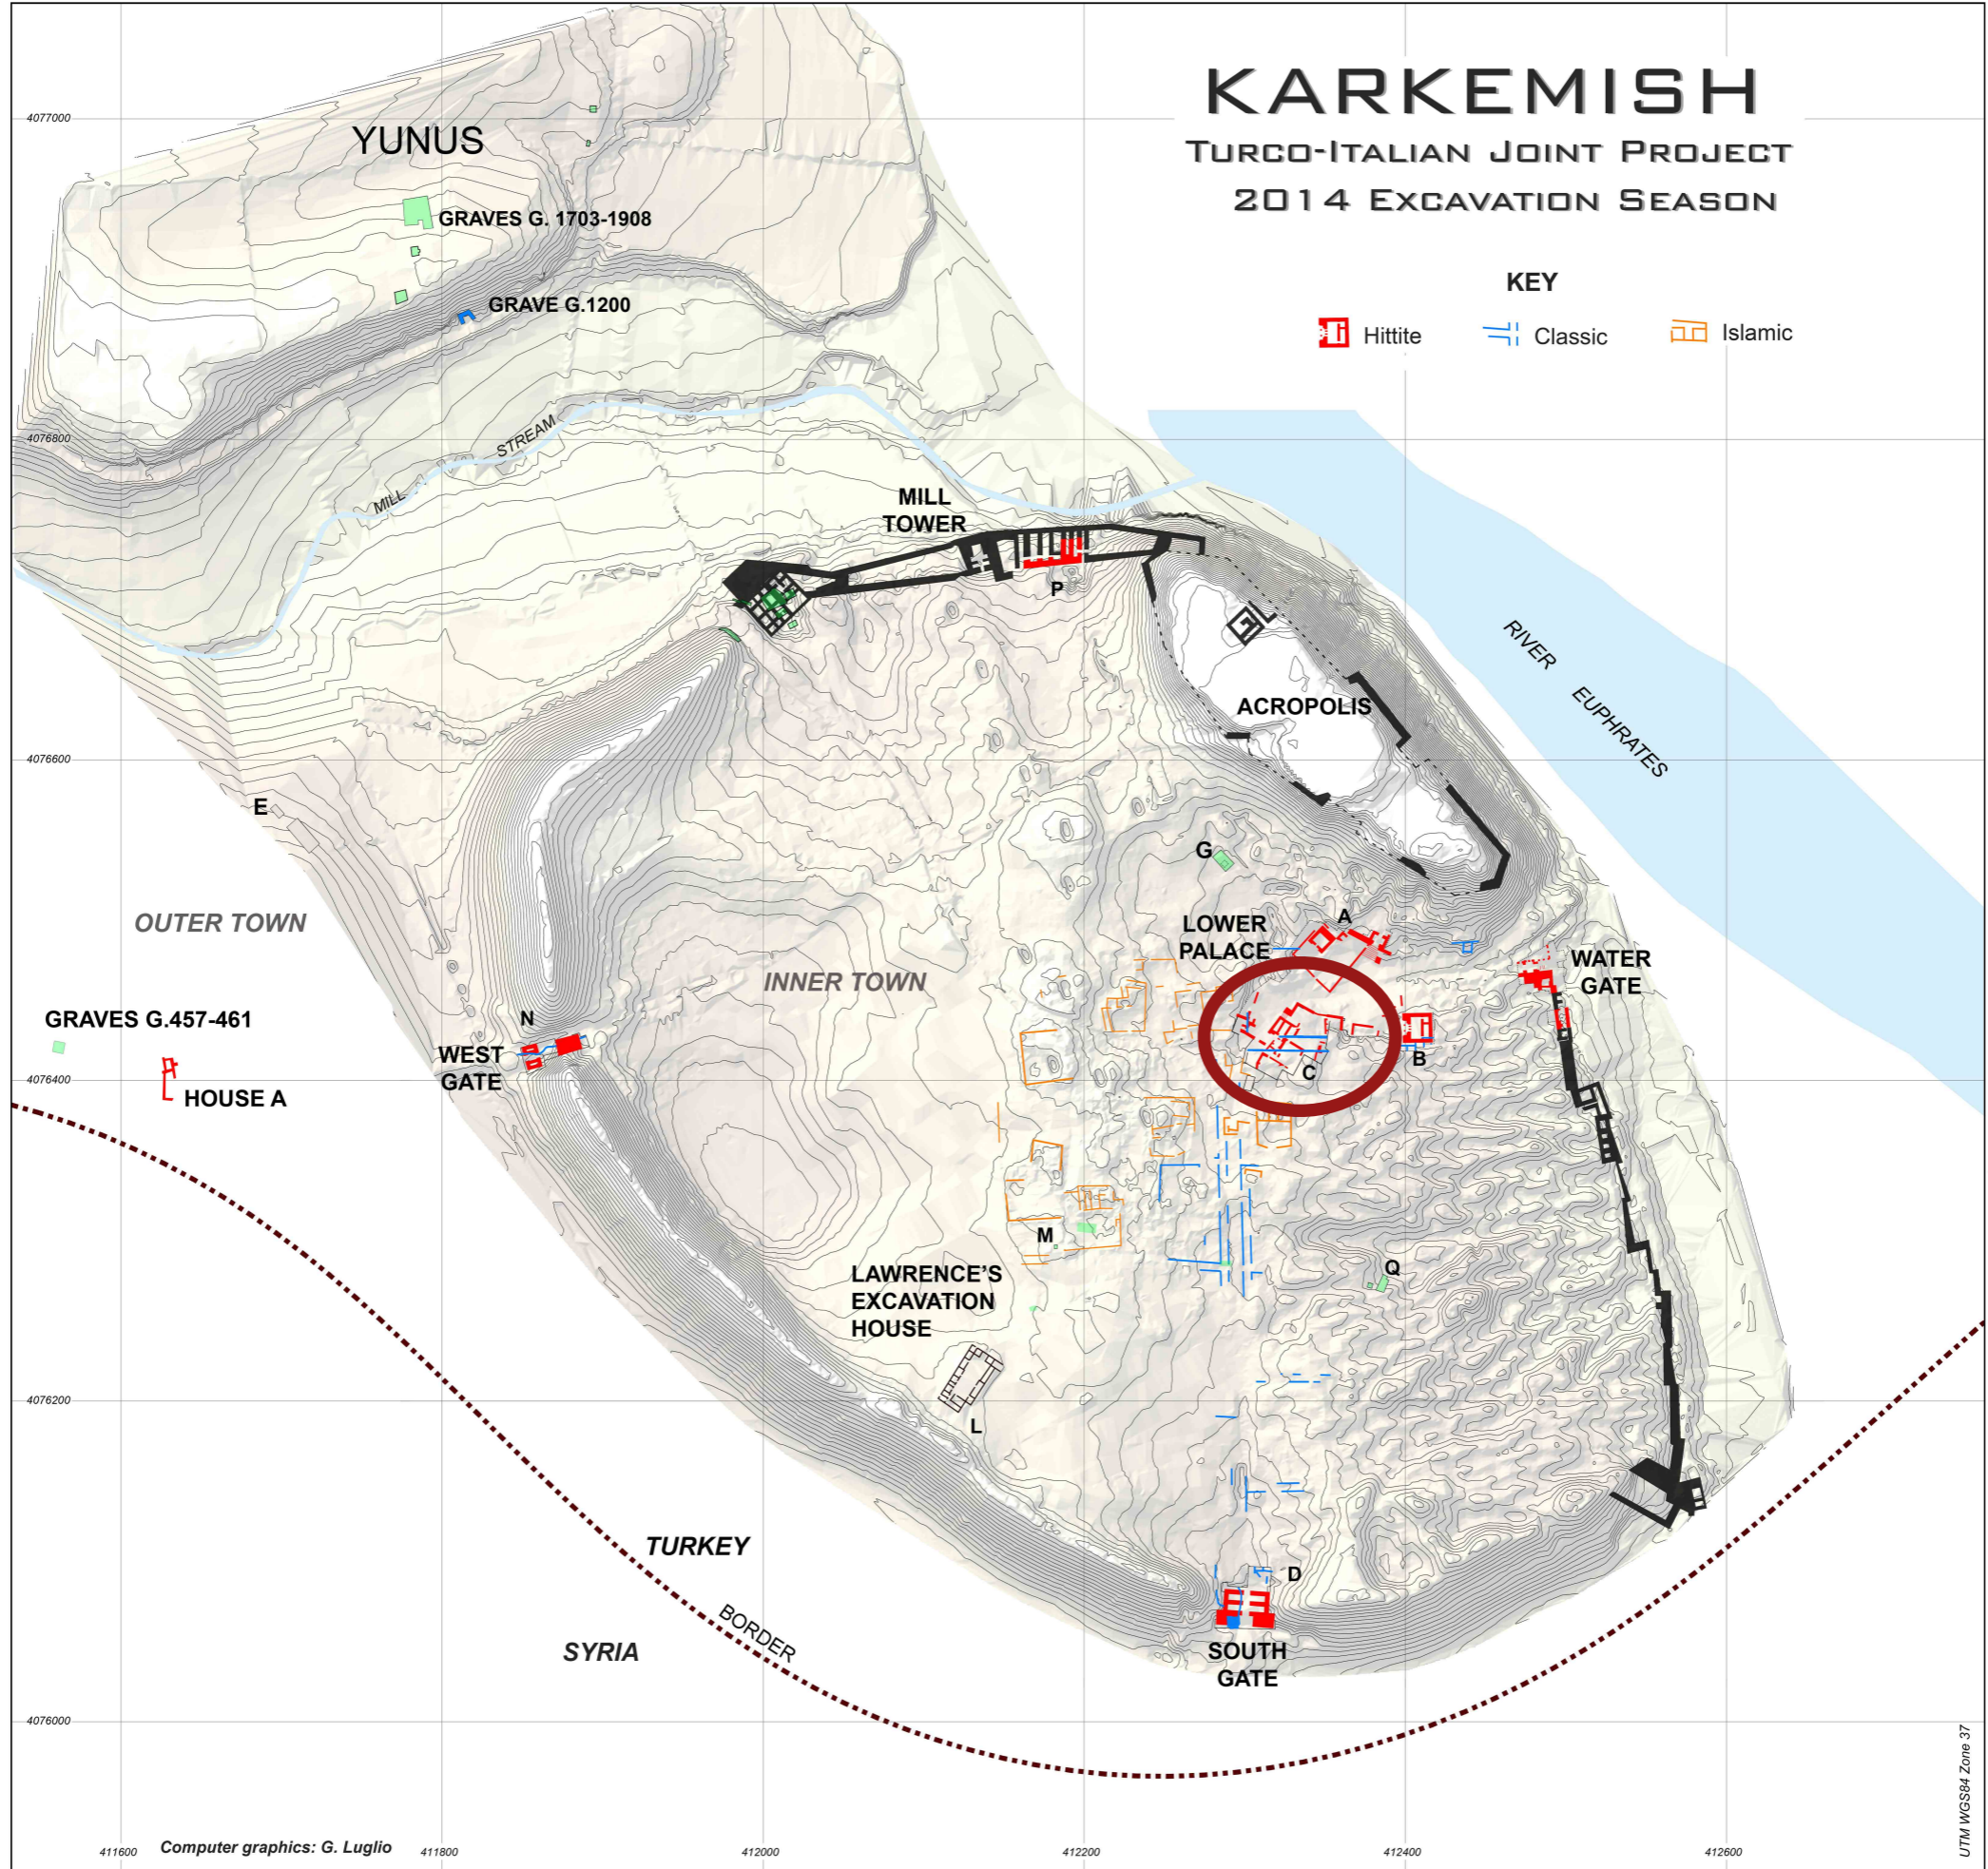 KARKEMISH
TURCO-ITALIAN JOINT PROJECT
2014 EXCAVATION SEASON
KEY
Hittite
Classic
Islamic
4077000
YUNUS
GRAVES G. 1703-1908
GRAVE G.1200
4076800
MILL
STREAM
MILL
TOWER
P
RIVER
EUPHRATES
ACROPOLIS
4076600
E
G
OUTER TOWN
INNER TOWN
LOWER
PALACE
A
WATER
GATE
GRAVES G.457-461
N
WEST
GATE
HOUSE A
C
B
4076400
M
Q
LAWRENCE'S
EXCAVATION
HOUSE
L
4076200
TURKEY
BORDER
SYRIA
D
SOUTH
GATE
4076000
Computer graphics: G. Luglio
411600
411800
412000
412200
412400
412600
UTM WGS84 Zone 37